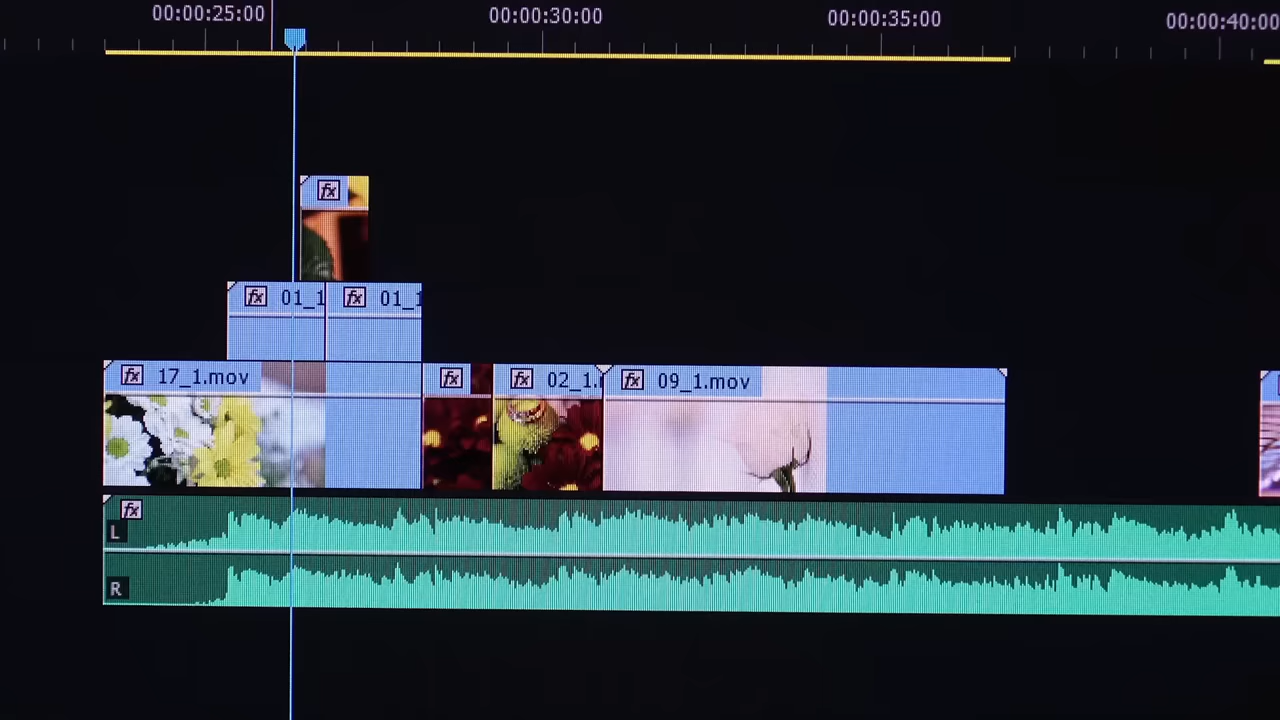 00:00:25:00 00:00:30:00 00:00:35:00 00:00:40:00
fx
fx 01_1 fx 01_1
fx 17_1.mov fx fx 02_1. fx 09_1.mov
fx
L
R